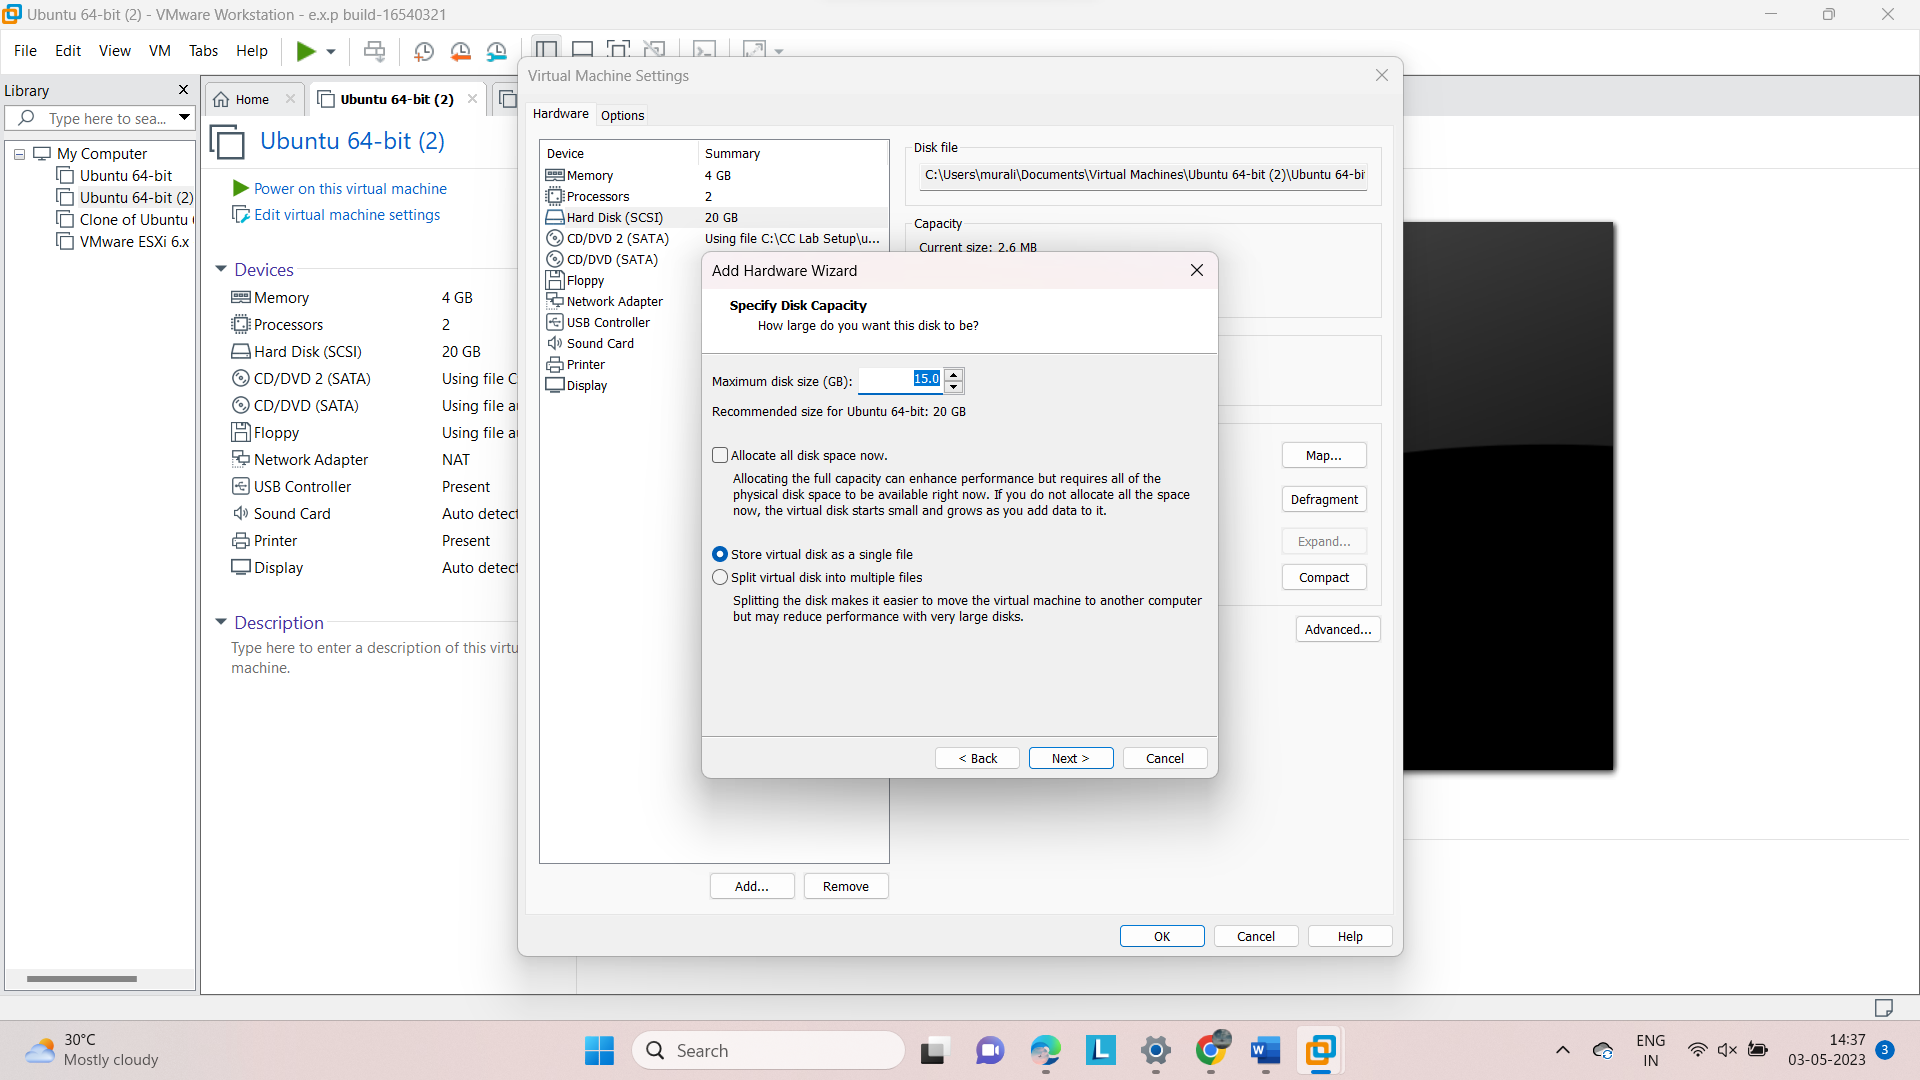 Ubuntu 64-bit (2) - VMware Workstation - e.x.p build-16540321
File Edit View VM Tabs Help
Library
Type here to sea...
My Computer
Ubuntu 64-bit
Ubuntu 64-bit (2)
Clone of Ubuntu
VMware ESXi 6.x
Home
Ubuntu 64-bit (2)
Ubuntu 64-bit (2)
Power on this virtual machine
Edit virtual machine settings
Devices
Memory 4 GB
Processors 2
Hard Disk (SCSI) 20 GB
CD/DVD 2 (SATA) Using file C
CD/DVD (SATA) Using file a
Floppy Using file a
Network Adapter NAT
USB Controller Present
Sound Card Auto detect
Printer Present
Display Auto detect
Description
Type here to enter a description of this virtu
machine.
Virtual Machine Settings
Hardware Options
Device Summary
Memory 4 GB
Processors 2
Hard Disk (SCSI) 20 GB
CD/DVD 2 (SATA) Using file C:\CC Lab Setup\u...
CD/DVD (SATA)
Floppy
Network Adapter
USB Controller
Sound Card
Printer
Display
Add... Remove
Disk file
C:\Users\murali\Documents\Virtual Machines\Ubuntu 64-bit (2)\Ubuntu 64-bi
Capacity
Current size: 2.6 MB
Map...
Defragment
Expand...
Compact
Advanced...
OK Cancel Help
Add Hardware Wizard
Specify Disk Capacity
How large do you want this disk to be?
Maximum disk size (GB): 15.0
Recommended size for Ubuntu 64-bit: 20 GB
Allocate all disk space now.
Allocating the full capacity can enhance performance but requires all of the
physical disk space to be available right now. If you do not allocate all the space
now, the virtual disk starts small and grows as you add data to it.
Store virtual disk as a single file
Split virtual disk into multiple files
Splitting the disk makes it easier to move the virtual machine to another computer
but may reduce performance with very large disks.
< Back Next > Cancel
30°C
Mostly cloudy
Search
L
W
ENG
IN
14:37
03-05-2023
3